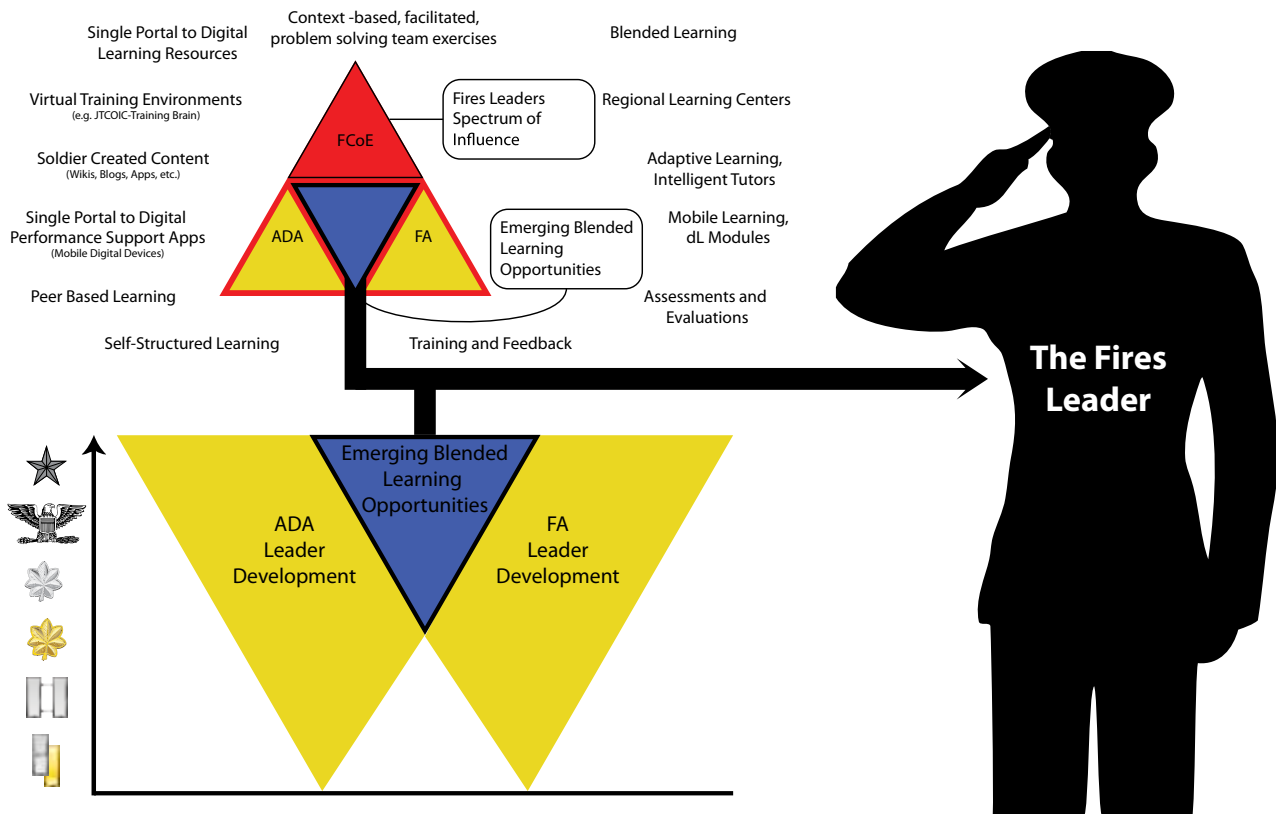 Context -based, facilitated,
problem solving team exercises
Single Portal to Digital
Learning Resources
Blended Learning
Virtual Training Environments
(e.g. JTCOIC-Training Brain)
Fires Leaders
Spectrum of
Influence
Regional Learning Centers
FCoE
Soldier Created Content
(Wikis, Blogs, Apps, etc.)
Adaptive Learning,
Intelligent Tutors
Single Portal to Digital
Performance Support Apps
(Mobile Digital Devices)
ADA
FA
Emerging Blended
Learning
Opportunities
Mobile Learning,
dL Modules
Peer Based Learning
Assessments and
Evaluations
Self-Structured Learning
Training and Feedback
The Fires
Leader
Emerging Blended
Learning
Opportunities
ADA
Leader
Development
FA
Leader
Development